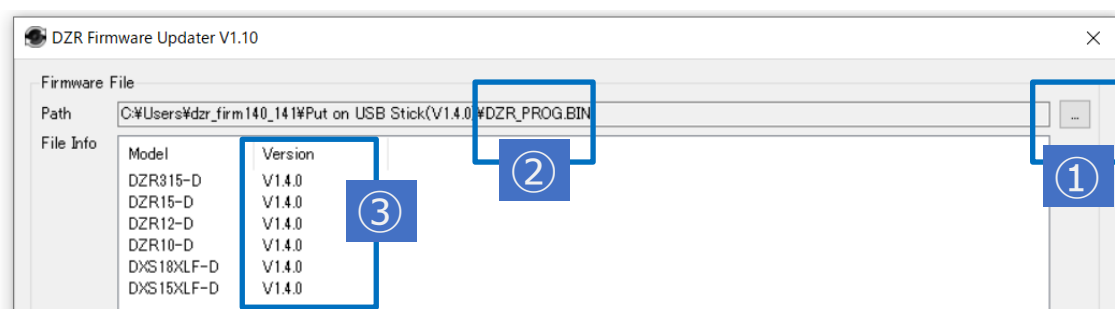 DZR Firmware Updater V1.10
Firmware File
Path C:¥Users¥dzr_firm140_141¥Put on USB Stick(V1.4.0)¥DZR_PROG.BIN ...
File Info
Model Version
DZR315-D V1.4.0
DZR15-D V1.4.0
DZR12-D V1.4.0
DZR10-D V1.4.0
DXS18XLF-D V1.4.0
DXS15XLF-D V1.4.0
②
①
③